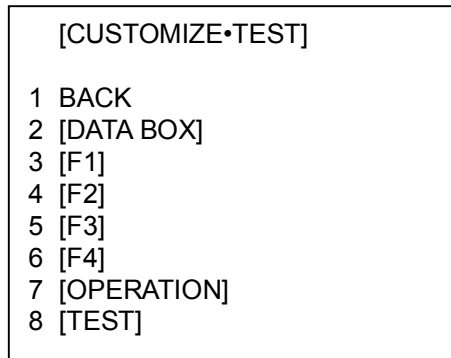 [CUSTOMIZE•TEST]
1 BACK
2 [DATA BOX]
3 [F1]
4 [F2]
5 [F3]
6 [F4]
7 [OPERATION]
8 [TEST]